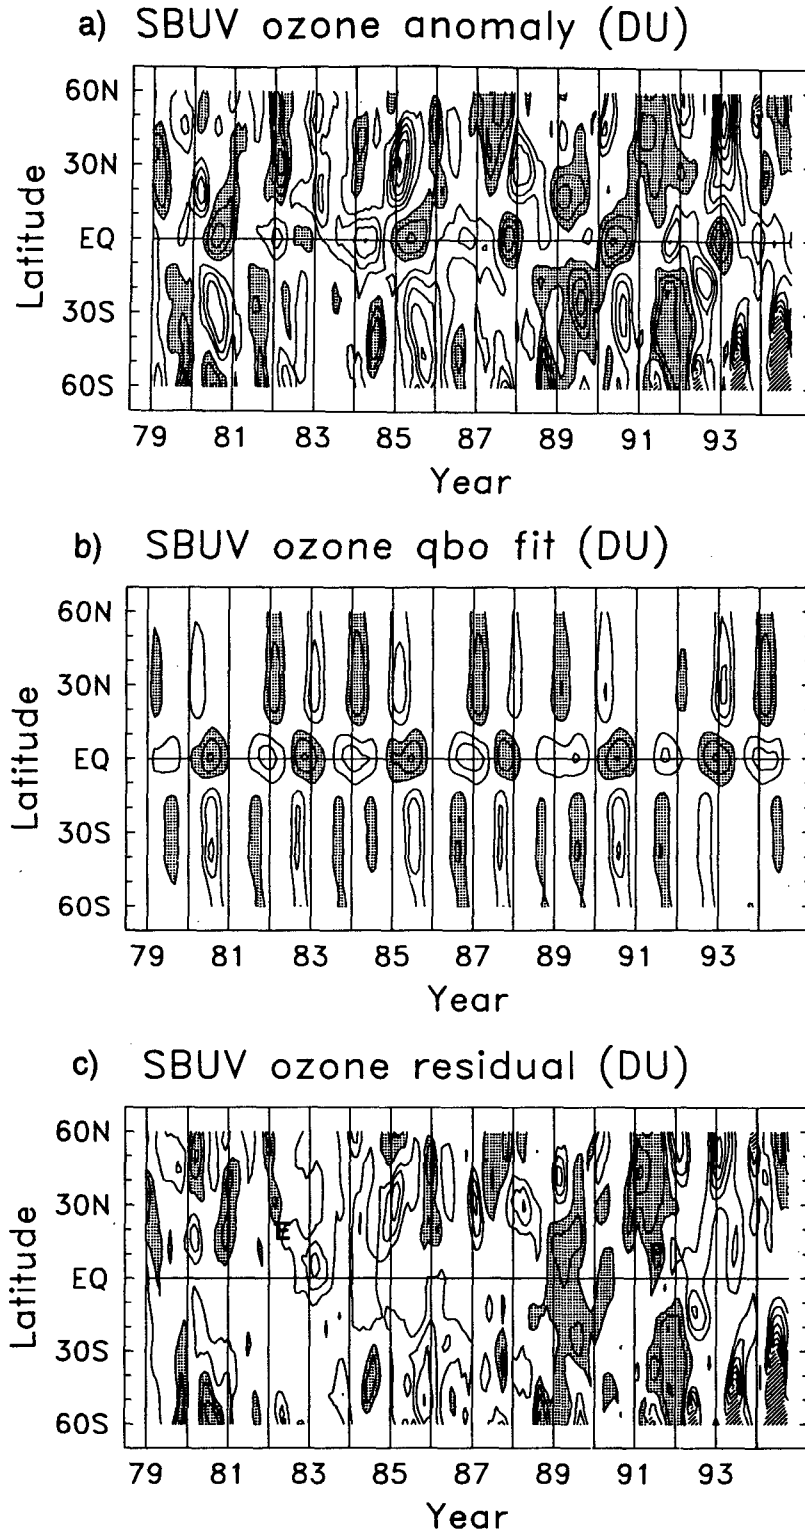 a) SBUV ozone anomaly (DU)
60N
30N
EQ
30S
60S
Latitude
79 81 83 85 87 89 91 93
Year
b) SBUV ozone qbo fit (DU)
60N
30N
EQ
30S
60S
Latitude
79 81 83 85 87 89 91 93
Year
c) SBUV ozone residual (DU)
60N
30N
EQ
30S
60S
Latitude
E
P
79 81 83 85 87 89 91 93
Year